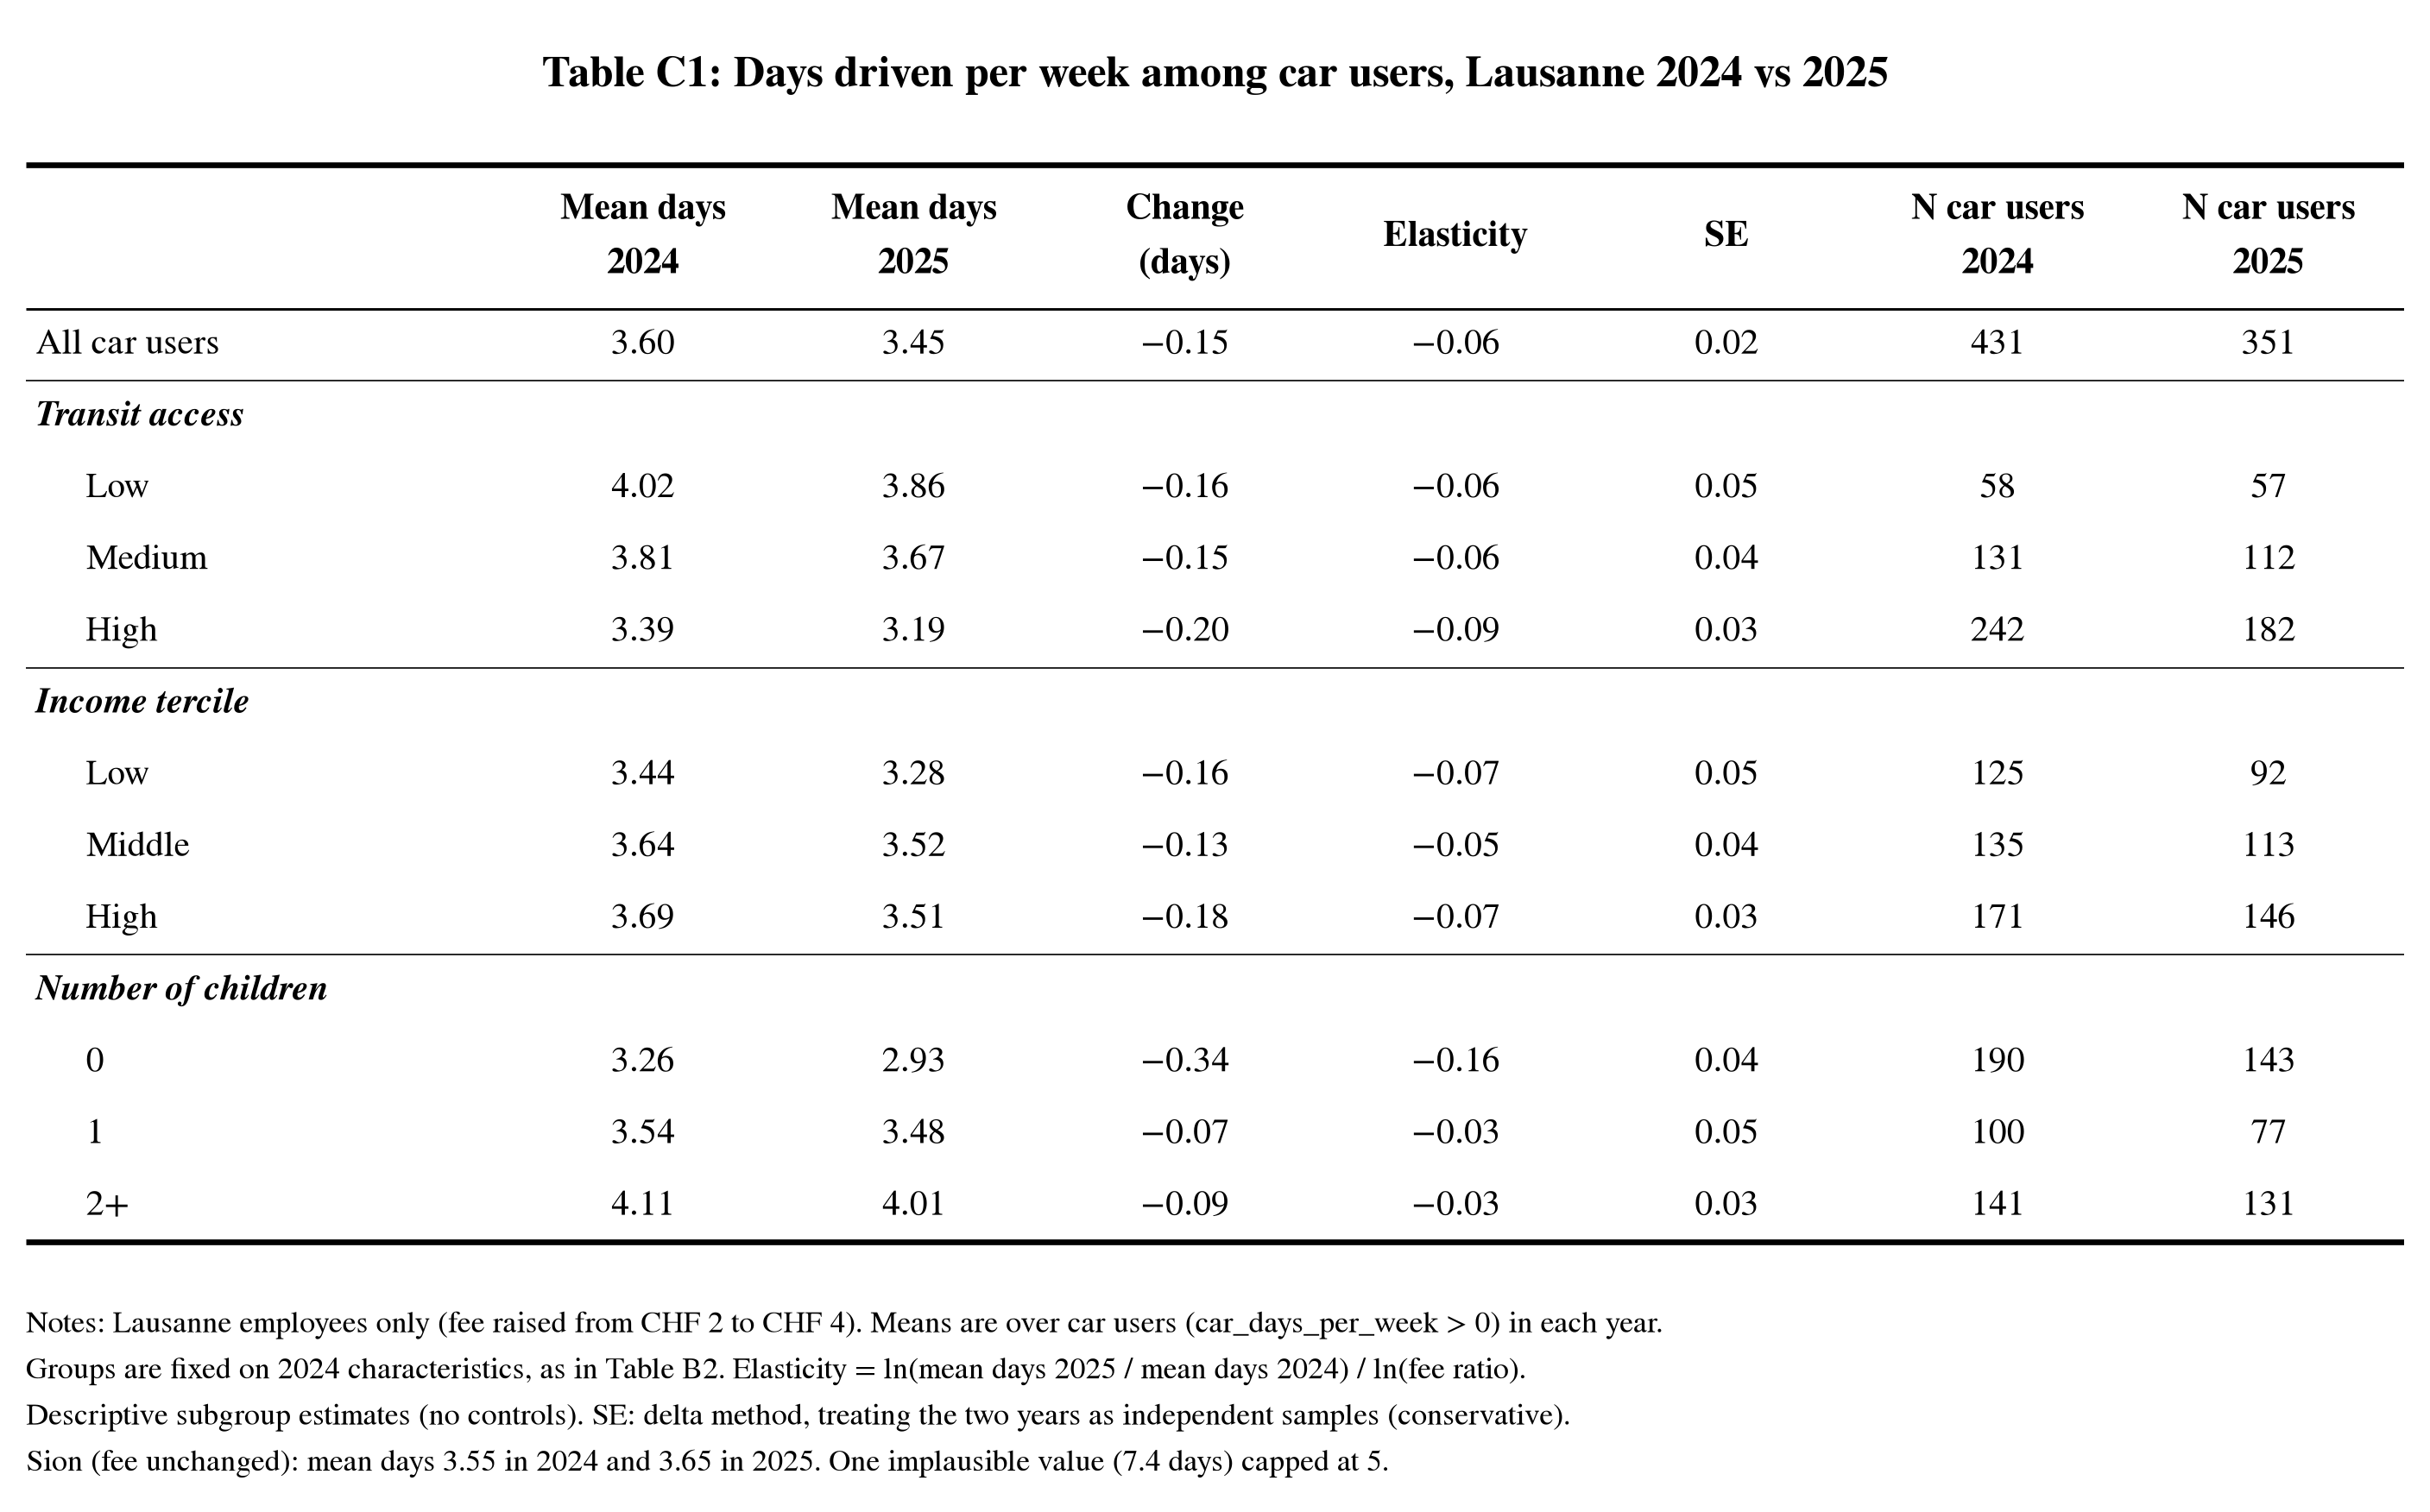 Table C1: Days driven per week among car users, Lausanne 2024 vs 2025
Mean days 2024 Mean days 2025 Change (days) Elasticity SE N car users 2024 N car users 2025
All car users 3.60 3.45 −0.15 −0.06 0.02 431 351
Transit access
Low 4.02 3.86 −0.16 −0.06 0.05 58 57
Medium 3.81 3.67 −0.15 −0.06 0.04 131 112
High 3.39 3.19 −0.20 −0.09 0.03 242 182
Income tercile
Low 3.44 3.28 −0.16 −0.07 0.05 125 92
Middle 3.64 3.52 −0.13 −0.05 0.04 135 113
High 3.69 3.51 −0.18 −0.07 0.03 171 146
Number of children
0 3.26 2.93 −0.34 −0.16 0.04 190 143
1 3.54 3.48 −0.07 −0.03 0.05 100 77
2+ 4.11 4.01 −0.09 −0.03 0.03 141 131
Notes: Lausanne employees only (fee raised from CHF 2 to CHF 4). Means are over car users (car_days_per_week > 0) in each year.
Groups are fixed on 2024 characteristics, as in Table B2. Elasticity = ln(mean days 2025 / mean days 2024) / ln(fee ratio).
Descriptive subgroup estimates (no controls). SE: delta method, treating the two years as independent samples (conservative).
Sion (fee unchanged): mean days 3.55 in 2024 and 3.65 in 2025. One implausible value (7.4 days) capped at 5.